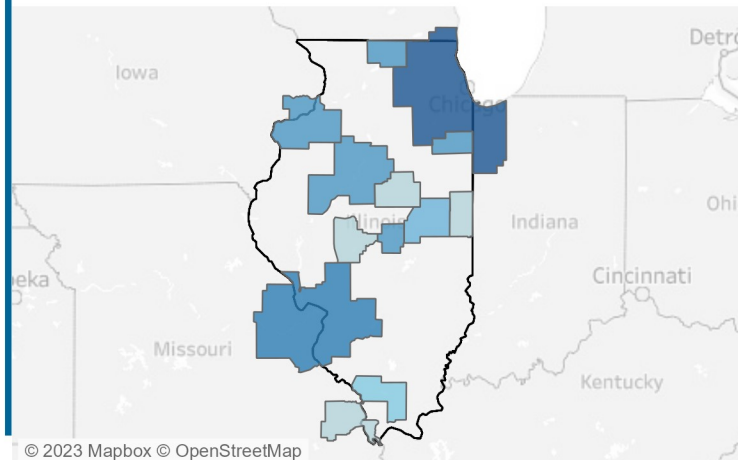 Detro
Iowa
Chicago
Ohi
Illinois
Indiana
eka
Cincinnati
Missouri
Kentucky
© 2023 Mapbox © OpenStreetMap